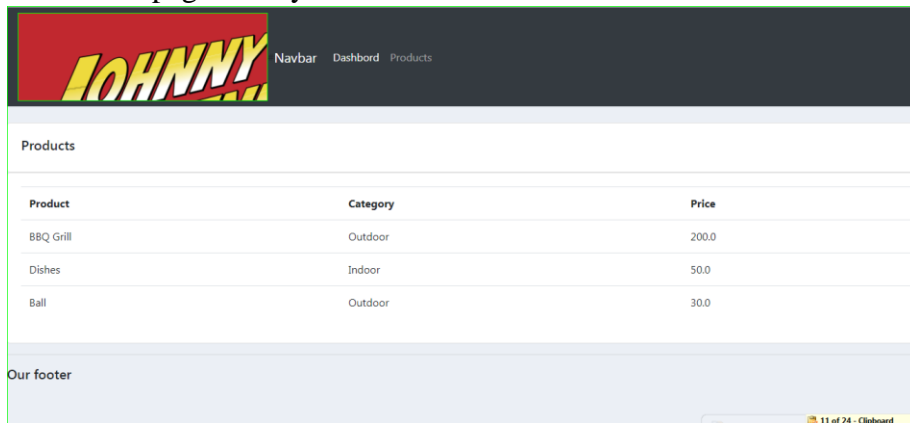 JOHNNY
Navbar Dashbord Products
Products
Product Category Price
BBQ Grill Outdoor 200.0
Dishes Indoor 50.0
Ball Outdoor 30.0
Our footer
11 of 24 - Clipboard